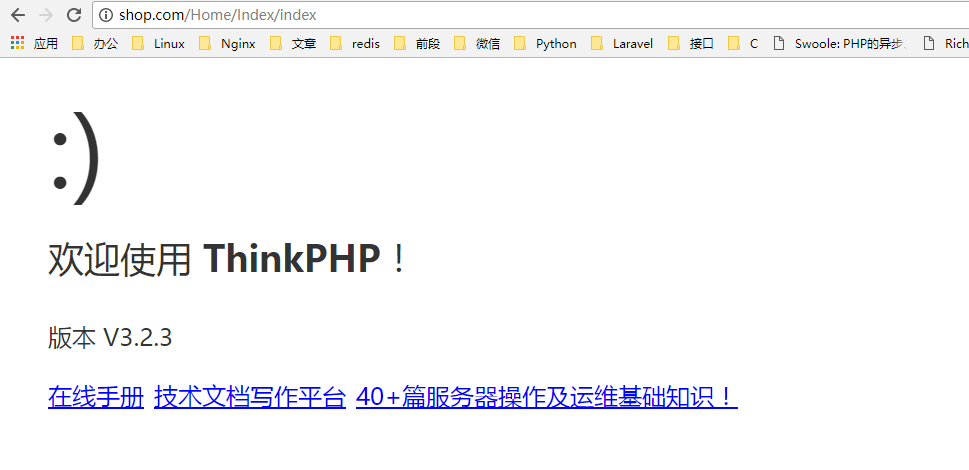 shop.com/Home/Index/index
应用 办公 Linux Nginx 文章 redis 前段 微信 Python Laravel 接口 C Swoole: PHP的异步、 Rich
:)
欢迎使用 ThinkPHP！
版本 V3.2.3
在线手册 技术文档写作平台 40+篇服务器操作及运维基础知识！